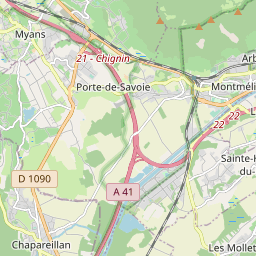 Myans
21 - Chignin
Arb
Porte-de-Savoie
Montméli
22
22
L
Sainte-H
du-
D 1090
A 41
Chapareillan
Les Mollet